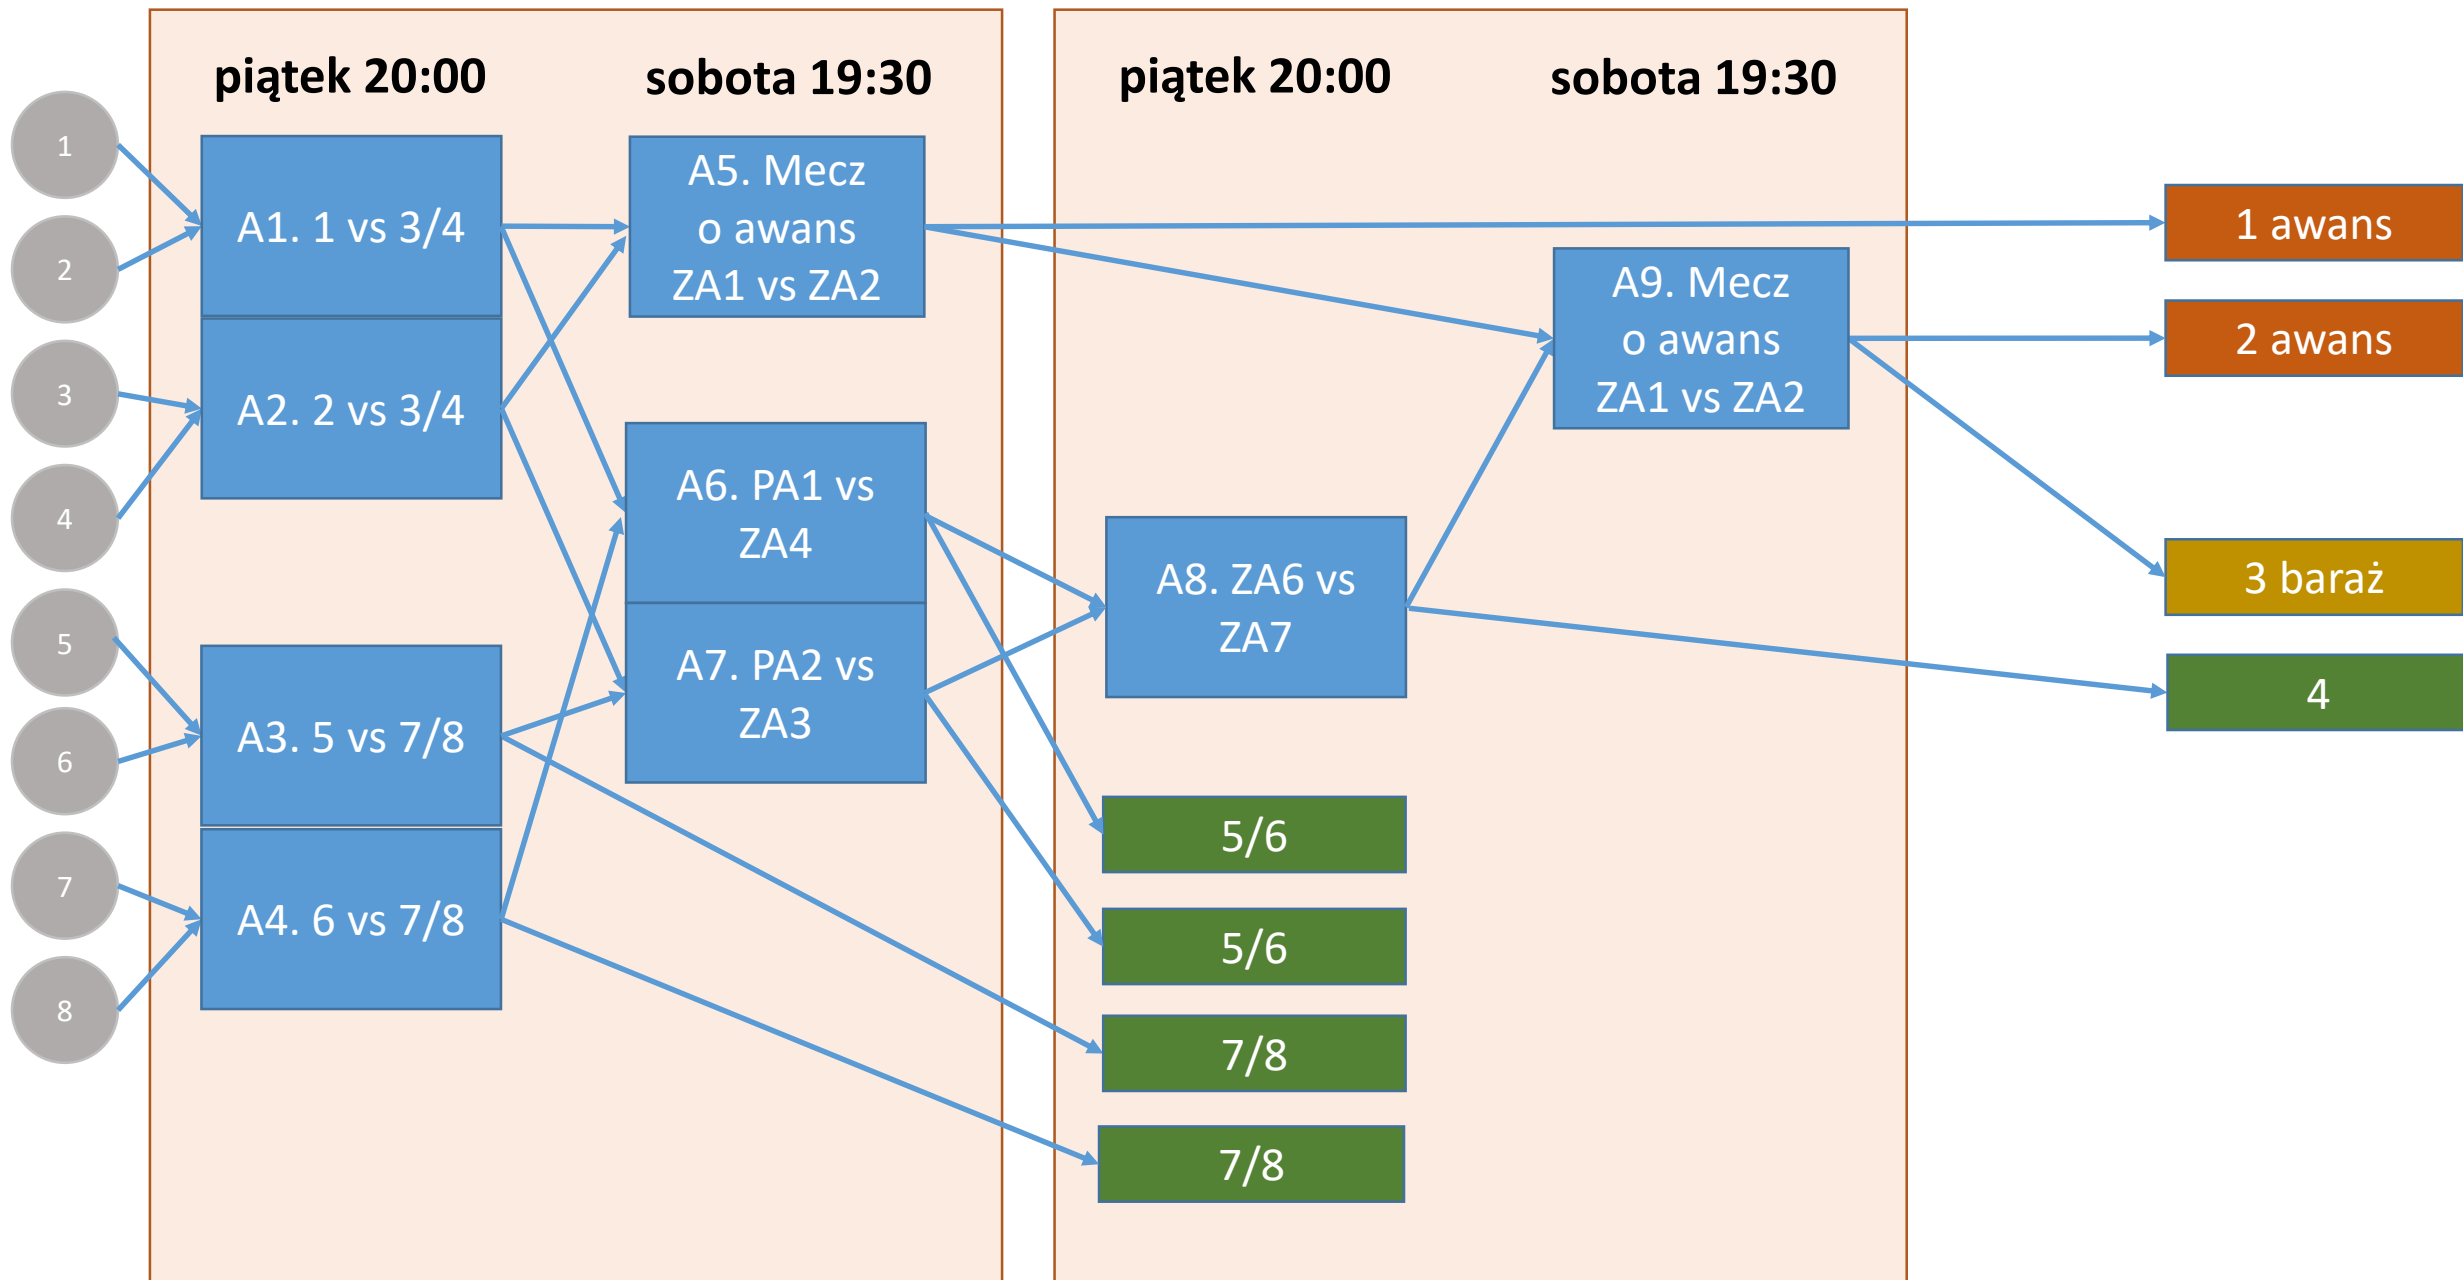 piątek 20:00
sobota 19:30
piątek 20:00
sobota 19:30
1
2
3
4
5
6
7
8
A1. 1 vs 3/4
A2. 2 vs 3/4
A3. 5 vs 7/8
A4. 6 vs 7/8
A5. Mecz
o awans
ZA1 vs ZA2
A6. PA1 vs
ZA4
A7. PA2 vs
ZA3
A8. ZA6 vs
ZA7
5/6
5/6
7/8
7/8
A9. Mecz
o awans
ZA1 vs ZA2
1 awans
2 awans
3 baraż
4